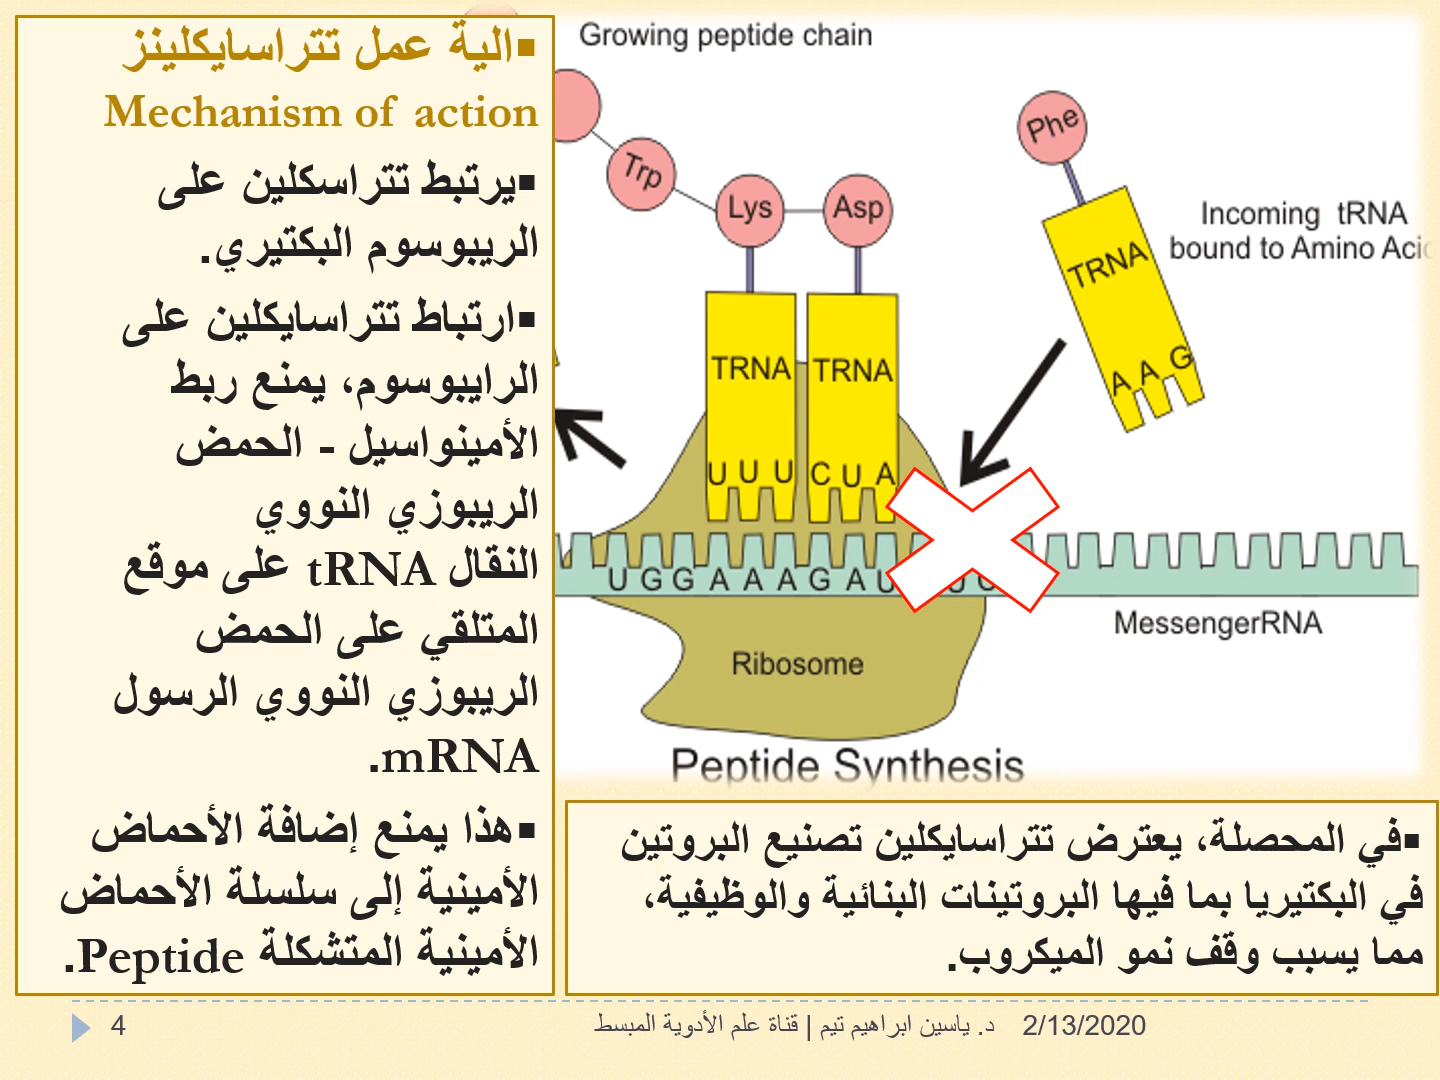 ▪الية عمل تتراسايكلينز
Mechanism of action
▪يرتبط تتراسكلين على
الريبوسوم البكتيري.
▪ارتباط تتراسايكلين على
الرايبوسوم، يمنع ربط
الأمينواسيل - الحمض
الريبوزي النووي
النقال tRNA على موقع
المتلقي على الحمض
الريبوزي النووي الرسول
mRNA.
▪هذا يمنع إضافة الأحماض
الأمينية إلى سلسلة الأحماض
الأمينية المتشكلة Peptide.
Growing peptide chain
Trp
Lys
Asp
Phe
Incoming tRNA
bound to Amino Acid
TRNA
TRNA
TRNA
A A G
U U U
C U A
U G G A A A G A U
U C
MessengerRNA
Ribosome
Peptide Synthesis
▪في المحصلة، يعترض تتراسايكلين تصنيع البروتين
في البكتيريا بما فيها البروتينات البنائية والوظيفية،
مما يسبب وقف نمو الميكروب.
4
د. ياسين ابراهيم تيم | قناة علم الأدوية المبسط
2/13/2020